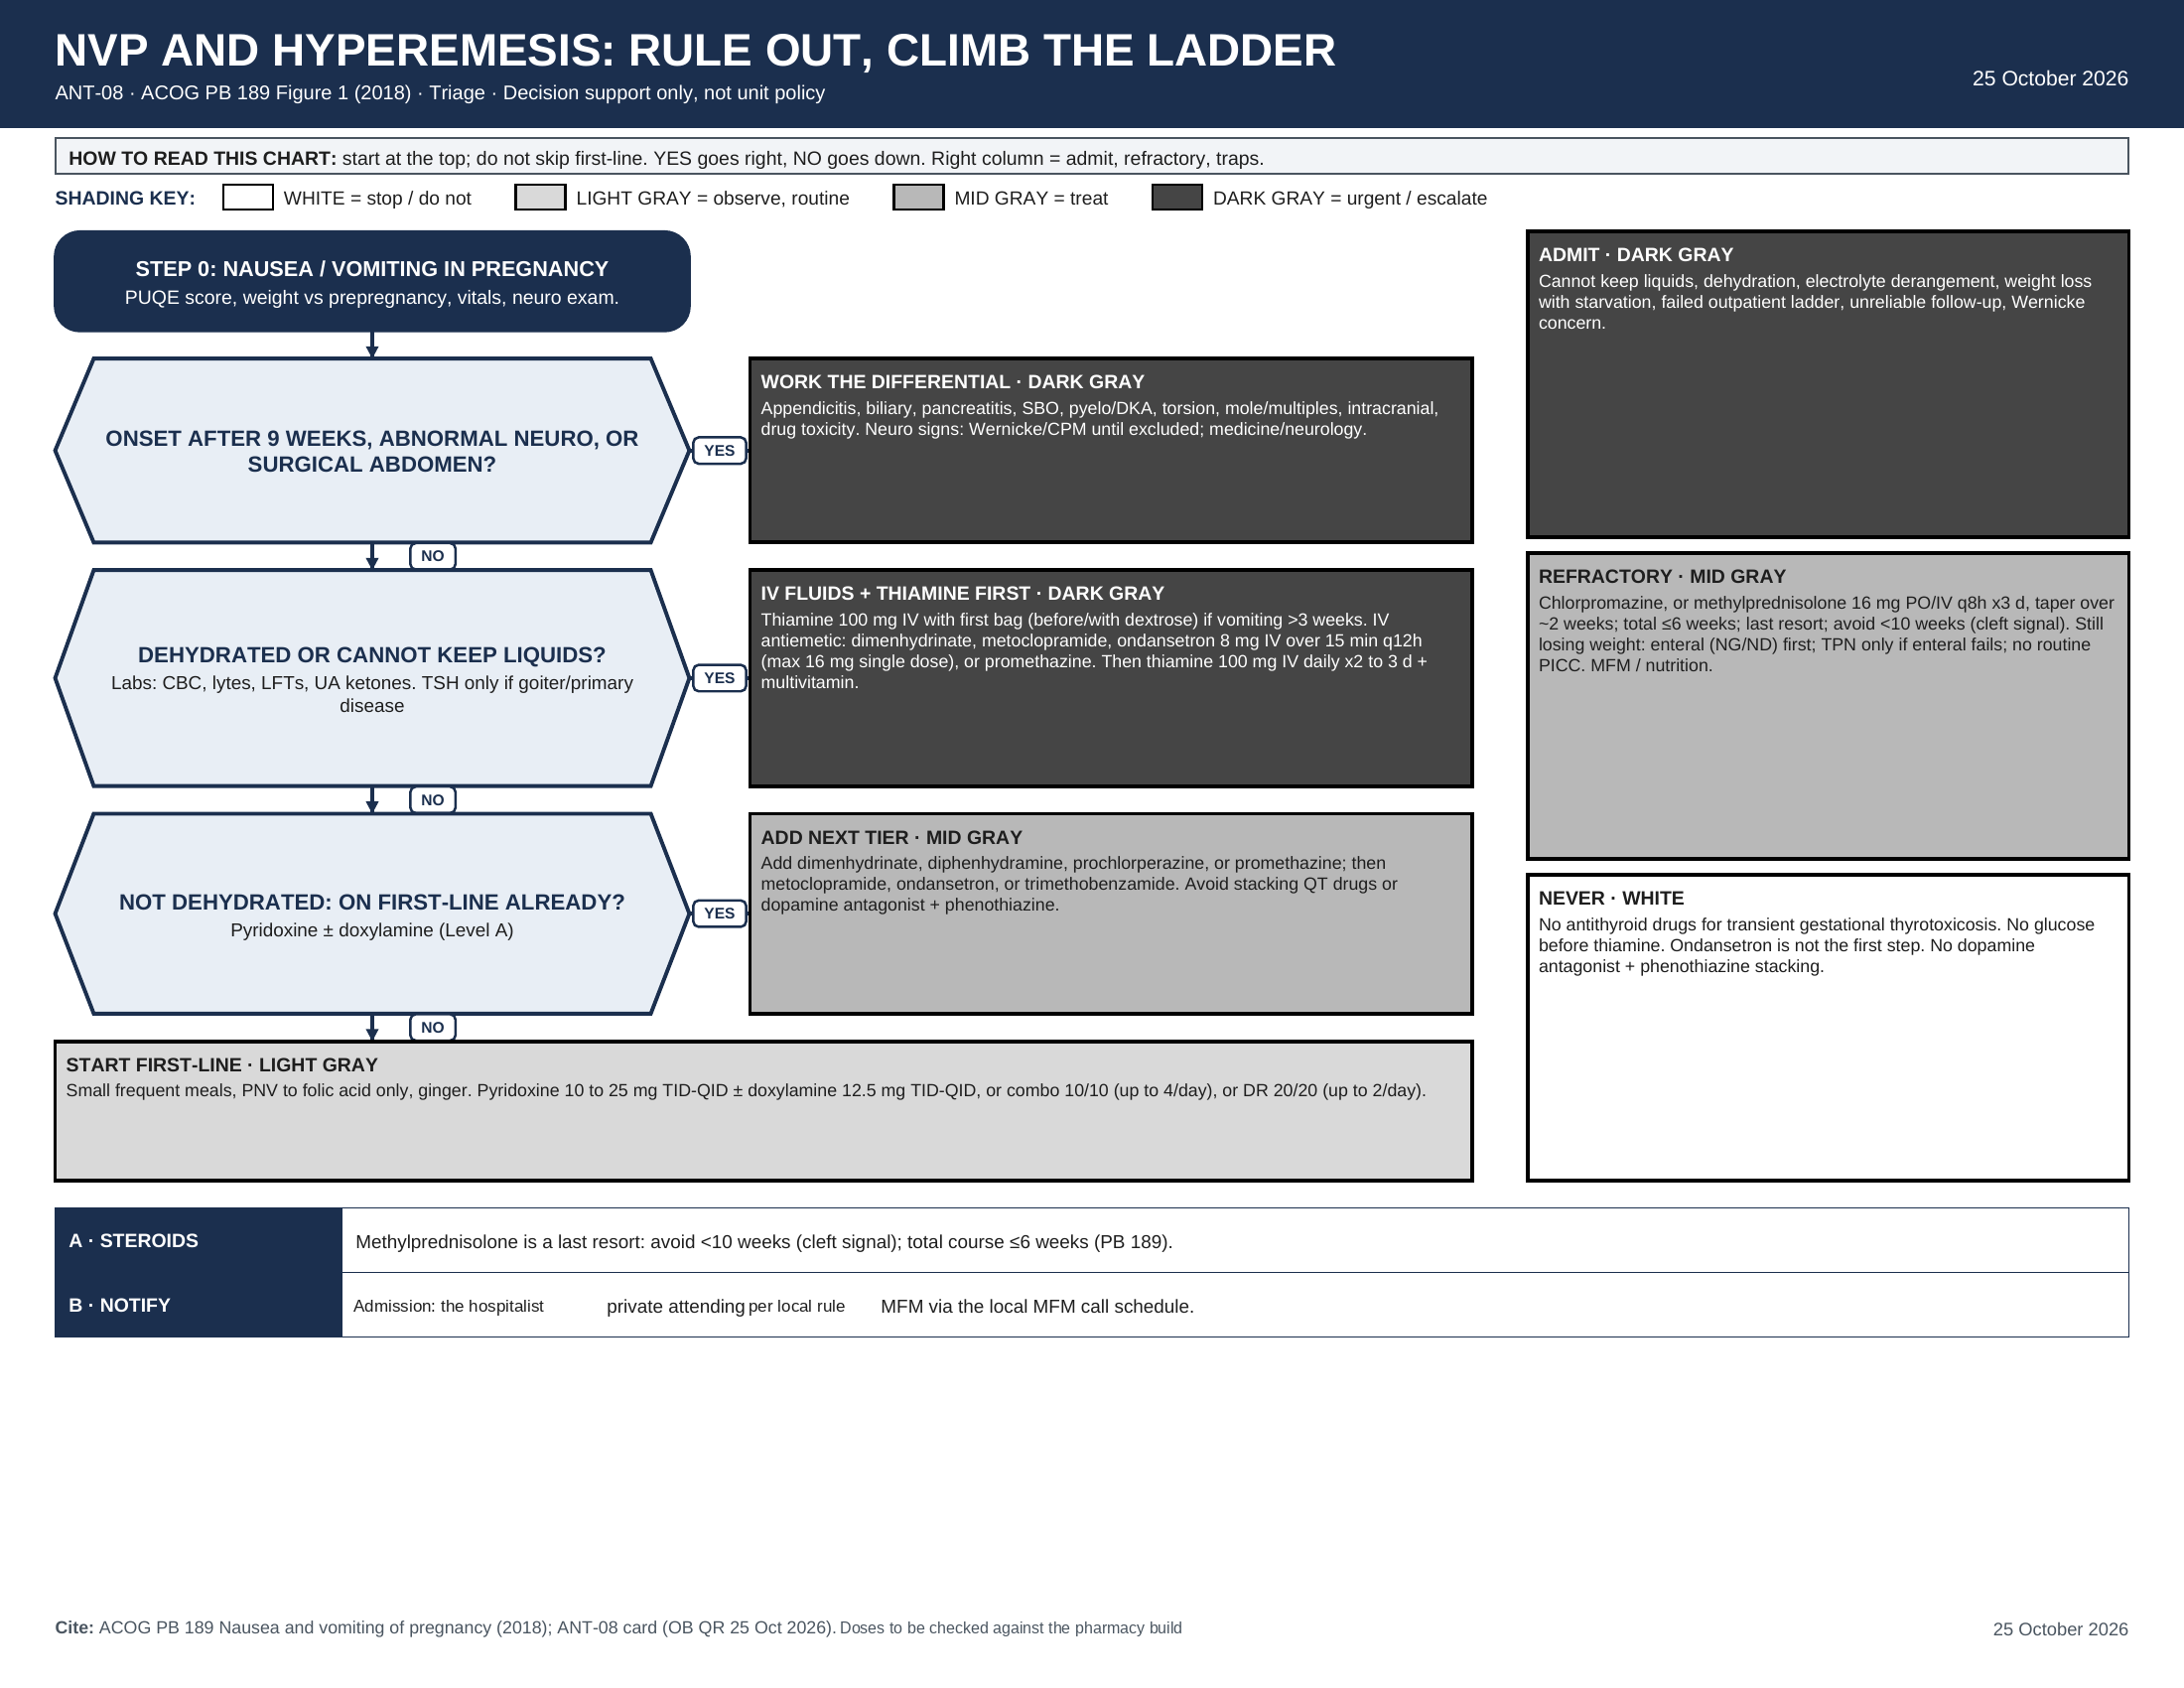 NVP AND HYPEREMESIS: RULE OUT, CLIMB THE LADDER
ANT-08 · ACOG PB 189 Figure 1 (2018) · Triage · Decision support only, not unit policy
25 October 2026
HOW TO READ THIS CHART: start at the top; do not skip first-line. YES goes right, NO goes down. Right column = admit, refractory, traps.
SHADING KEY: WHITE = stop / do not LIGHT GRAY = observe, routine MID GRAY = treat DARK GRAY = urgent / escalate
STEP 0: NAUSEA / VOMITING IN PREGNANCY
PUQE score, weight vs prepregnancy, vitals, neuro exam.
ONSET AFTER 9 WEEKS, ABNORMAL NEURO, OR
SURGICAL ABDOMEN?
YES
WORK THE DIFFERENTIAL · DARK GRAY
Appendicitis, biliary, pancreatitis, SBO, pyelo/DKA, torsion, mole/multiples, intracranial,
drug toxicity. Neuro signs: Wernicke/CPM until excluded; medicine/neurology.
NO
DEHYDRATED OR CANNOT KEEP LIQUIDS?
Labs: CBC, lytes, LFTs, UA ketones. TSH only if goiter/primary
disease
YES
IV FLUIDS + THIAMINE FIRST · DARK GRAY
Thiamine 100 mg IV with first bag (before/with dextrose) if vomiting >3 weeks. IV
antiemetic: dimenhydrinate, metoclopramide, ondansetron 8 mg IV over 15 min q12h
(max 16 mg single dose), or promethazine. Then thiamine 100 mg IV daily x2 to 3 d +
multivitamin.
NO
NOT DEHYDRATED: ON FIRST-LINE ALREADY?
Pyridoxine ± doxylamine (Level A)
YES
ADD NEXT TIER · MID GRAY
Add dimenhydrinate, diphenhydramine, prochlorperazine, or promethazine; then
metoclopramide, ondansetron, or trimethobenzamide. Avoid stacking QT drugs or
dopamine antagonist + phenothiazine.
NO
START FIRST-LINE · LIGHT GRAY
Small frequent meals, PNV to folic acid only, ginger. Pyridoxine 10 to 25 mg TID-QID ± doxylamine 12.5 mg TID-QID, or combo 10/10 (up to 4/day), or DR 20/20 (up to 2/day).
ADMIT · DARK GRAY
Cannot keep liquids, dehydration, electrolyte derangement, weight loss
with starvation, failed outpatient ladder, unreliable follow-up, Wernicke
concern.
REFRACTORY · MID GRAY
Chlorpromazine, or methylprednisolone 16 mg PO/IV q8h x3 d, taper over
~2 weeks; total ≤6 weeks; last resort; avoid <10 weeks (cleft signal). Still
losing weight: enteral (NG/ND) first; TPN only if enteral fails; no routine
PICC. MFM / nutrition.
NEVER · WHITE
No antithyroid drugs for transient gestational thyrotoxicosis. No glucose
before thiamine. Ondansetron is not the first step. No dopamine
antagonist + phenothiazine stacking.
A · STEROIDS
Methylprednisolone is a last resort: avoid <10 weeks (cleft signal); total course ≤6 weeks (PB 189).
B · NOTIFY
Admission: the hospitalist private attending per local rule MFM via the local MFM call schedule.
Cite: ACOG PB 189 Nausea and vomiting of pregnancy (2018); ANT-08 card (OB QR 25 Oct 2026). Doses to be checked against the pharmacy build
25 October 2026